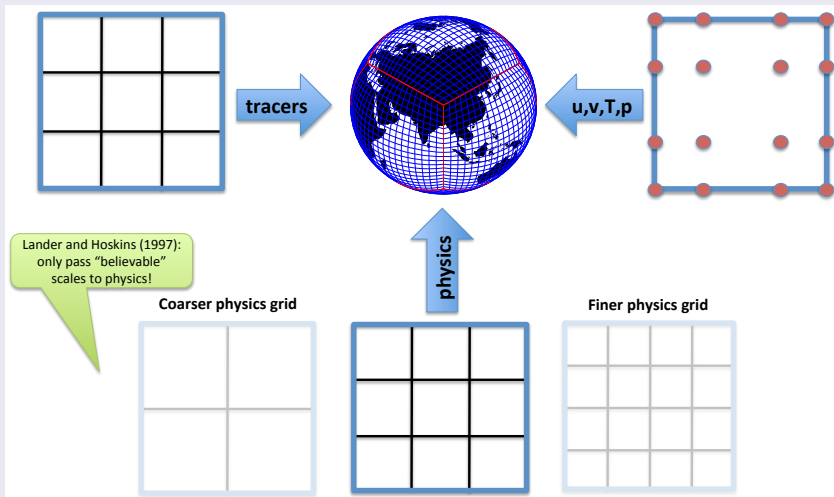 tracers
u,v,T,p
Lander and Hoskins (1997):
only pass “believable”
scales to physics!
physics
Coarser physics grid
Finer physics grid